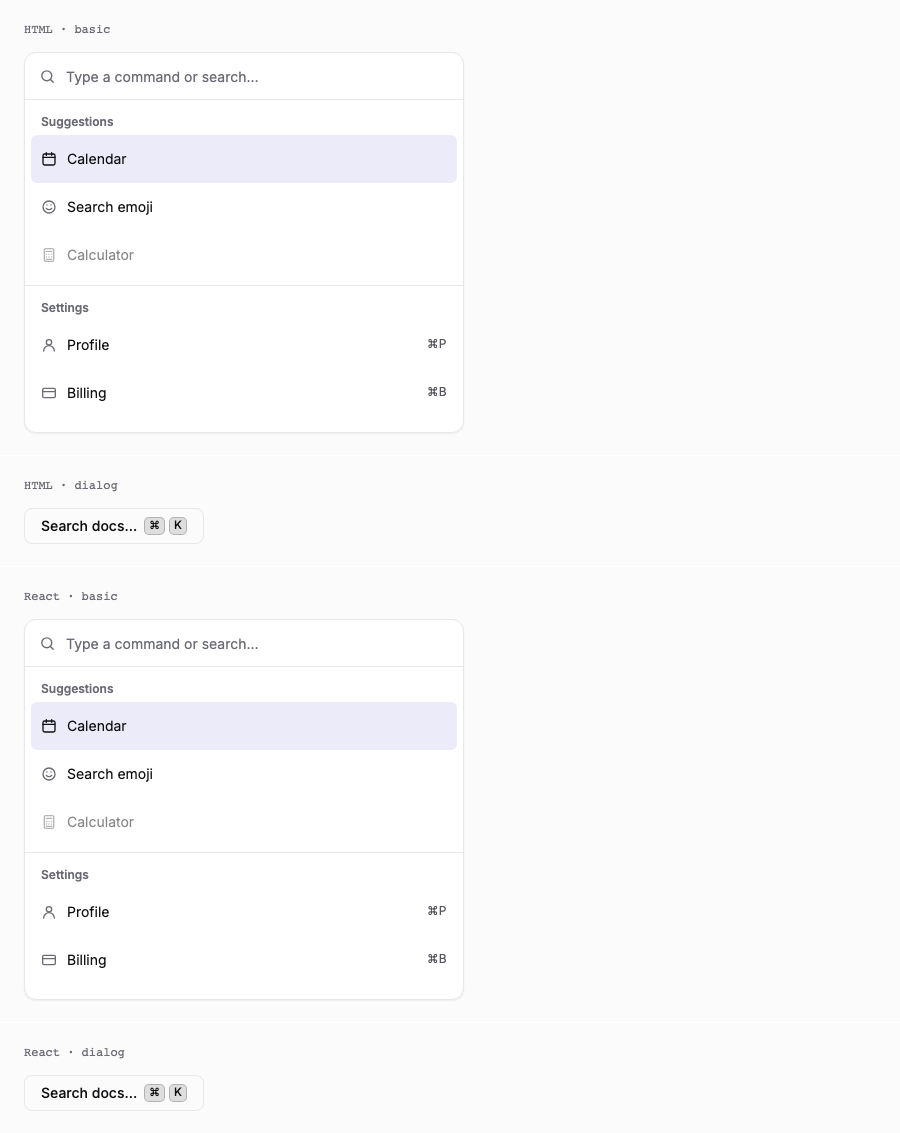 HTML · basic
Type a command or search...
Suggestions
Calendar
Search emoji
Calculator
Settings
Profile ⌘P
Billing ⌘B
HTML · dialog
Search docs... ⌘ K
React · basic
Type a command or search...
Suggestions
Calendar
Search emoji
Calculator
Settings
Profile ⌘P
Billing ⌘B
React · dialog
Search docs... ⌘ K